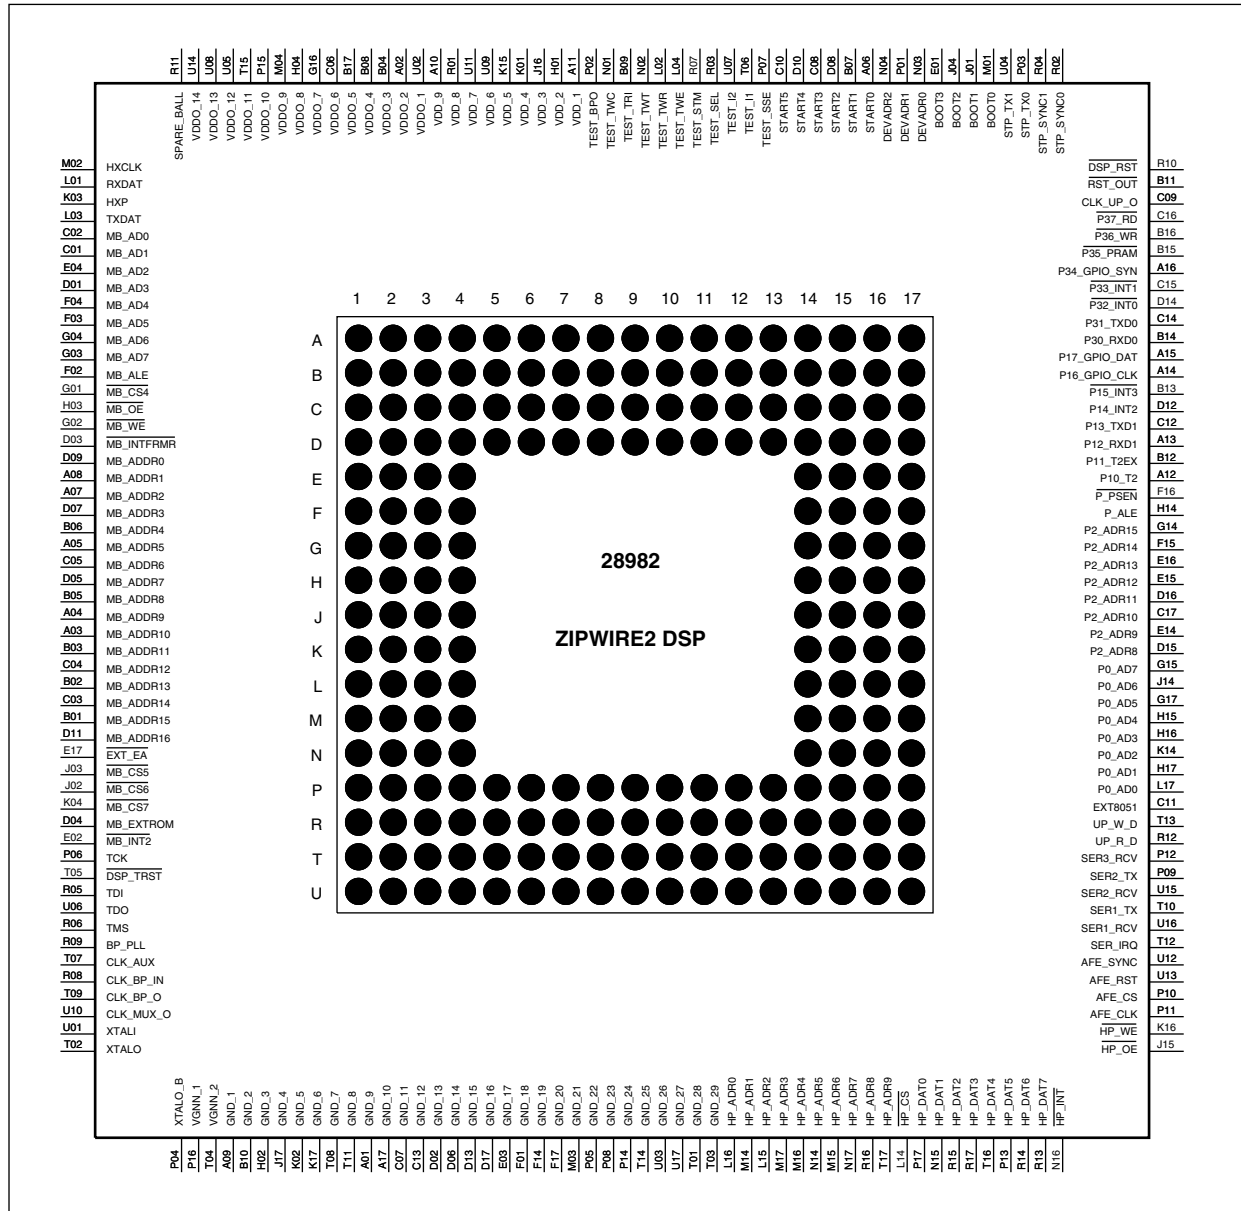 R11 U14 U08 U05 T15 P15 M04 H04 G16 C06 B17 B08 B04 A02 U02 A10 R01 U11 U09 K15 K01 J16 H01 A11 P02 N01 B09 N02 L02 L04 R07 R03 U07 T06 P07 C10 D10 C08 D08 B07 A06 N04 P01 N03 E01 J04 J01 M01 U04 P03 R04 R02
SPARE_BALL VDDO_14 VDDO_13 VDDO_12 VDDO_11 VDDO_10 VDDO_9 VDDO_8 VDDO_7 VDDO_6 VDDO_5 VDDO_4 VDDO_3 VDDO_2 VDDO_1 VDD_9 VDD_8 VDD_7 VDD_6 VDD_5 VDD_4 VDD_3 VDD_2 VDD_1 TEST_BPO TEST_TWC TEST_TRI TEST_TWT TEST_TWR TEST_TWE TEST_STM TEST_SEL TEST_I2 TEST_I1 TEST_SSE START5 START4 START3 START2 START1 START0 DEVADR2 DEVADR1 DEVADR0 BOOT3 BOOT2 BOOT1 BOOT0 STP_TX1 STP_TX0 STP_SYNC1 STP_SYNC0
M02 HXCLK
L01 RXDAT
K03 HXP
L03 TXDAT
C02 MB_AD0
C01 MB_AD1
E04 MB_AD2
D01 MB_AD3
F04 MB_AD4
F03 MB_AD5
G04 MB_AD6
G03 MB_AD7
F02 MB_ALE
G01 MB_CS4
H03 MB_OE
G02 MB_WE
D03 MB_INTFRMR
D09 MB_ADDR0
A08 MB_ADDR1
A07 MB_ADDR2
D07 MB_ADDR3
B06 MB_ADDR4
A05 MB_ADDR5
C05 MB_ADDR6
D05 MB_ADDR7
B05 MB_ADDR8
A04 MB_ADDR9
A03 MB_ADDR10
B03 MB_ADDR11
C04 MB_ADDR12
B02 MB_ADDR13
C03 MB_ADDR14
B01 MB_ADDR15
D11 MB_ADDR16
E17 EXT_EA
J03 MB_CS5
J02 MB_CS6
K04 MB_CS7
D04 MB_EXTROM
E02 MB_INT2
P06 TCK
T05 DSP_TRST
R05 TDI
U06 TDO
R06 TMS
R09 BP_PLL
T07 CLK_AUX
R08 CLK_BP_IN
T09 CLK_BP_O
U10 CLK_MUX_O
U01 XTALI
T02 XTALO
1 2 3 4 5 6 7 8 9 10 11 12 13 14 15 16 17
A
B
C
D
E
F
G
H
J
K
L
M
N
P
R
T
U
28982
ZIPWIRE2 DSP
DSP_RST R10
RST_OUT B11
CLK_UP_O C09
P37_RD C16
P36_WR B16
P35_PRAM B15
P34_GPIO_SYN A16
P33_INT1 C15
P32_INT0 D14
P31_TXD0 C14
P30_RXD0 B14
P17_GPIO_DAT A15
P16_GPIO_CLK A14
P15_INT3 B13
P14_INT2 D12
P13_TXD1 C12
P12_RXD1 A13
P11_T2EX B12
P10_T2 A12
P_PSEN F16
P_ALE H14
P2_ADR15 G14
P2_ADR14 F15
P2_ADR13 E16
P2_ADR12 E15
P2_ADR11 D16
P2_ADR10 C17
P2_ADR9 E14
P2_ADR8 D15
P0_AD7 G15
P0_AD6 J14
P0_AD5 G17
P0_AD4 H15
P0_AD3 H16
P0_AD2 K14
P0_AD1 H17
P0_AD0 L17
EXT8051 C11
UP_W_D T13
UP_R_D R12
SER3_RCV P12
SER2_TX P09
SER2_RCV U15
SER1_TX T10
SER1_RCV U16
SER_IRQ T12
AFE_SYNC U12
AFE_RST U13
AFE_CS P10
AFE_CLK P11
HP_WE K16
HP_OE J15
XTALO_B VGNN_1 VGNN_2 GND_1 GND_2 GND_3 GND_4 GND_5 GND_6 GND_7 GND_8 GND_9 GND_10 GND_11 GND_12 GND_13 GND_14 GND_15 GND_16 GND_17 GND_18 GND_19 GND_20 GND_21 GND_22 GND_23 GND_24 GND_25 GND_26 GND_27 GND_28 GND_29 HP_ADR0 HP_ADR1 HP_ADR2 HP_ADR3 HP_ADR4 HP_ADR5 HP_ADR6 HP_ADR7 HP_ADR8 HP_ADR9 HP_CS HP_DAT0 HP_DAT1 HP_DAT2 HP_DAT3 HP_DAT4 HP_DAT5 HP_DAT6 HP_DAT7 HP_INT
P04 P16 T04 A09 B10 H02 J17 K02 K17 T08 T11 A01 A17 C07 C13 D02 D06 D13 D17 E03 F01 F14 F17 M03 P05 P08 P14 T14 U03 U17 T01 T03 L16 M14 L15 M17 M16 N14 M15 N17 R16 T17 L14 P17 N15 R15 R17 T16 P13 R14 R13 N16